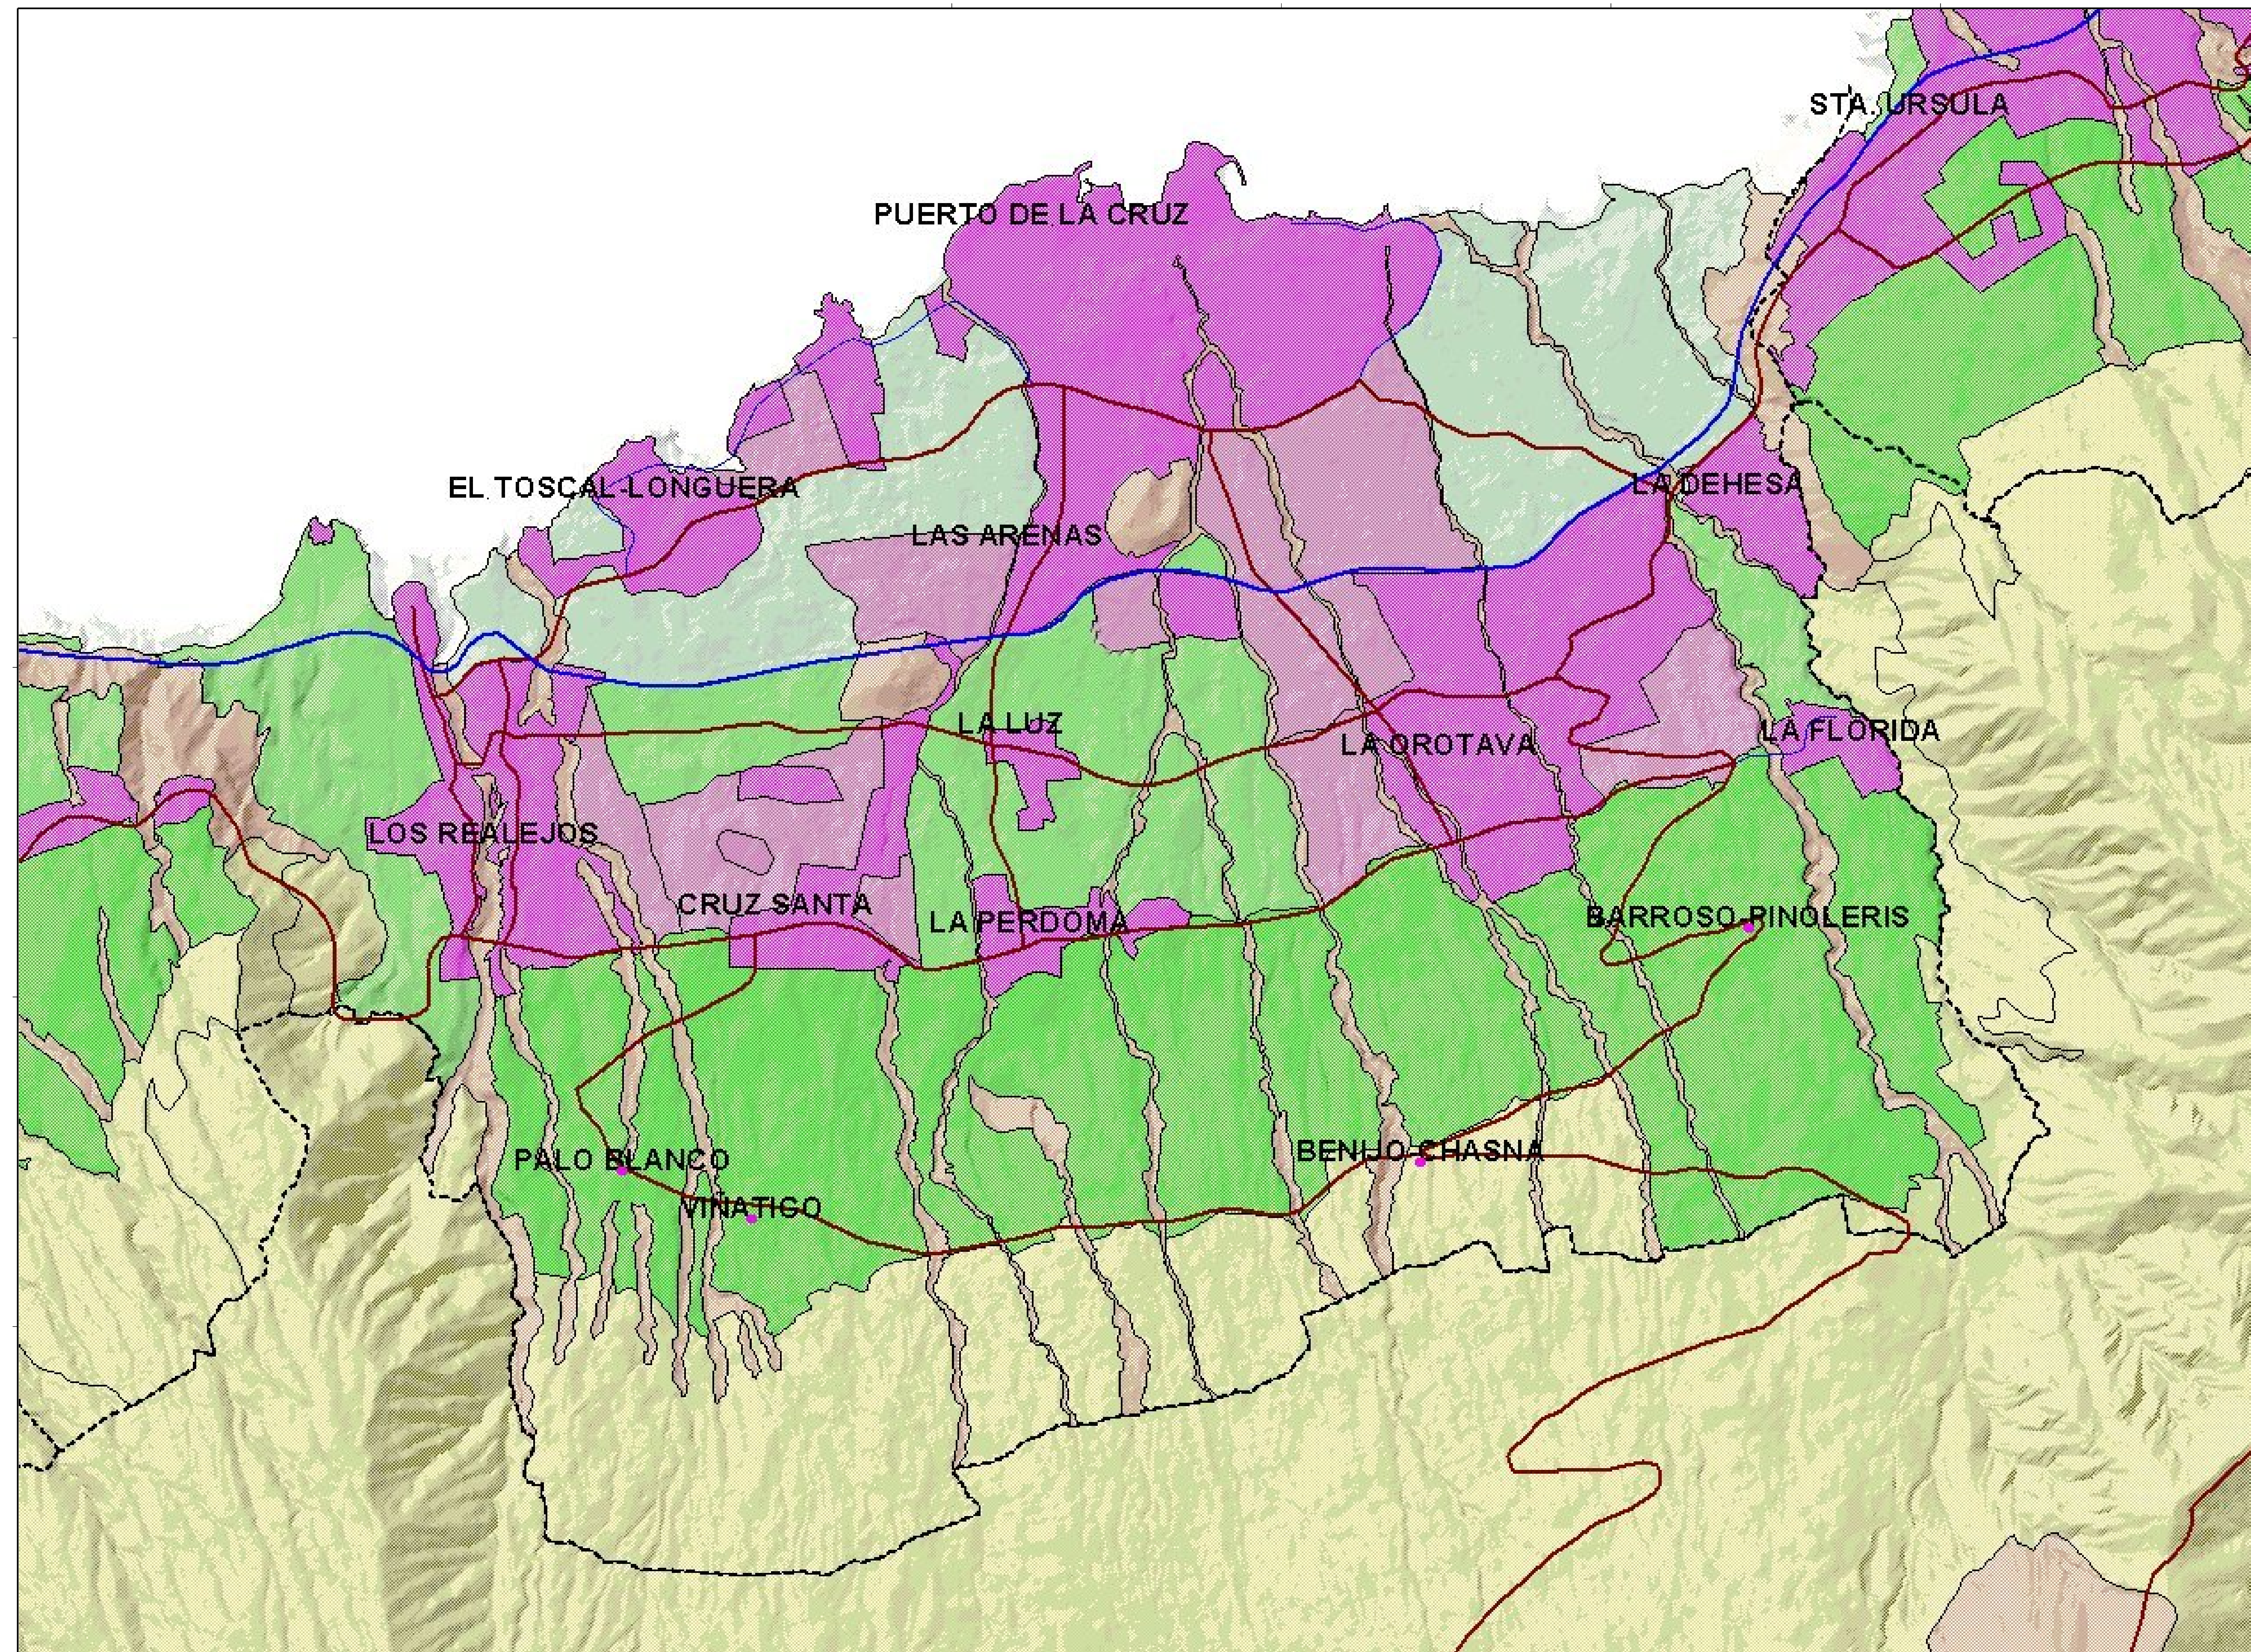 STA. URSULA
PUERTO DE LA CRUZ
EL TOSCAL-LONGUERA
LA DEHESA
LAS ARENAS
LA LUZ
LA OROTAVA
LA FLORIDA
LOS REALEJOS
CRUZ SANTA
LA PERDOMA
BARROSO-PINOLERIS
PALO BLANCO
BENIJO-CHASNA
VIÑATICO